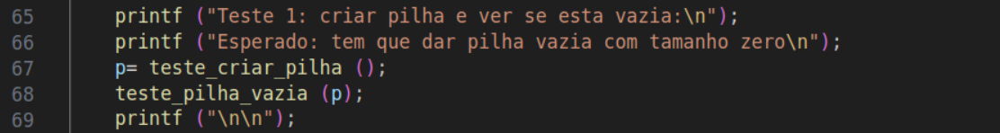 65 printf ("Teste 1: criar pilha e ver se esta vazia:\n");
66 printf ("Esperado: tem que dar pilha vazia com tamanho zero\n");
67 p= teste_criar_pilha ();
68 teste_pilha_vazia (p);
69 printf ("\n\n");